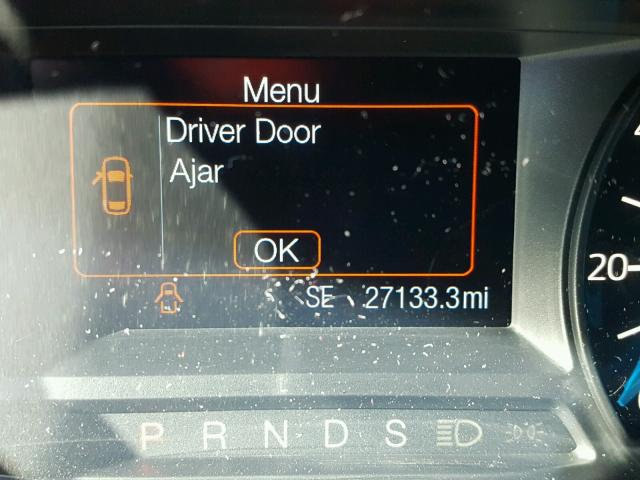 Menu
Driver Door
Ajar
OK
SE 27133.3mi
20
P R N D S